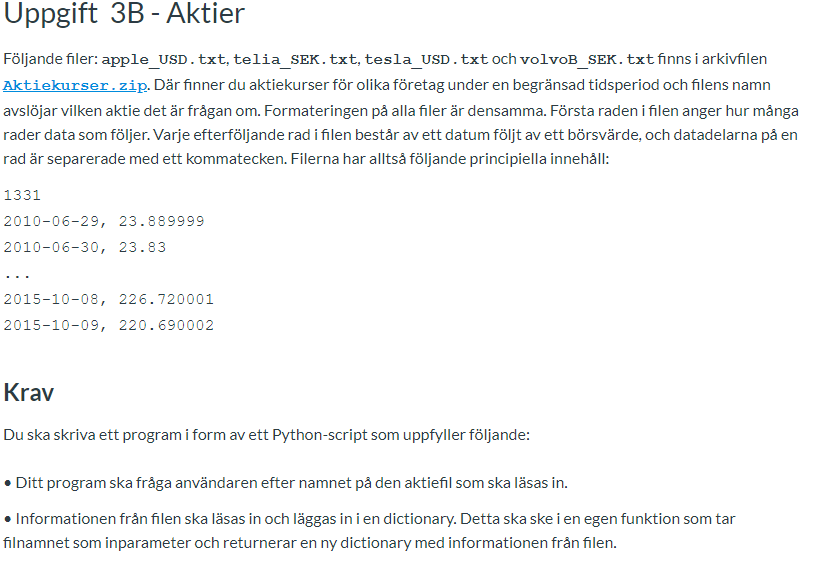 Uppgift 3B - Aktier
Följande filer: apple_USD.txt, telia_SEK.txt, tesla_USD.txt och volvoB_SEK.txt finns i arkivfilen
Aktiekurser.zip. Där finner du aktiekurser för olika företag under en begränsad tidsperiod och filens namn
avslöjar vilken aktie det är frågan om. Formateringen på alla filer är densamma. Första raden i filen anger hur många
rader data som följer. Varje efterföljande rad i filen består av ett datum följt av ett börsvärde, och datadelarna på en
rad är separerade med ett kommatecken. Filerna har alltså följande principiella innehåll:
1331
2010-06-29, 23.889999
2010-06-30, 23.83
...
2015-10-08, 226.720001
2015-10-09, 220.690002
Krav
Du ska skriva ett program i form av ett Python-script som uppfyller följande:
• Ditt program ska fråga användaren efter namnet på den aktiefil som ska läsas in.
• Informationen från filen ska läsas in och läggas in i en dictionary. Detta ska ske i en egen funktion som tar
filnamnet som inparameter och returnerar en ny dictionary med informationen från filen.